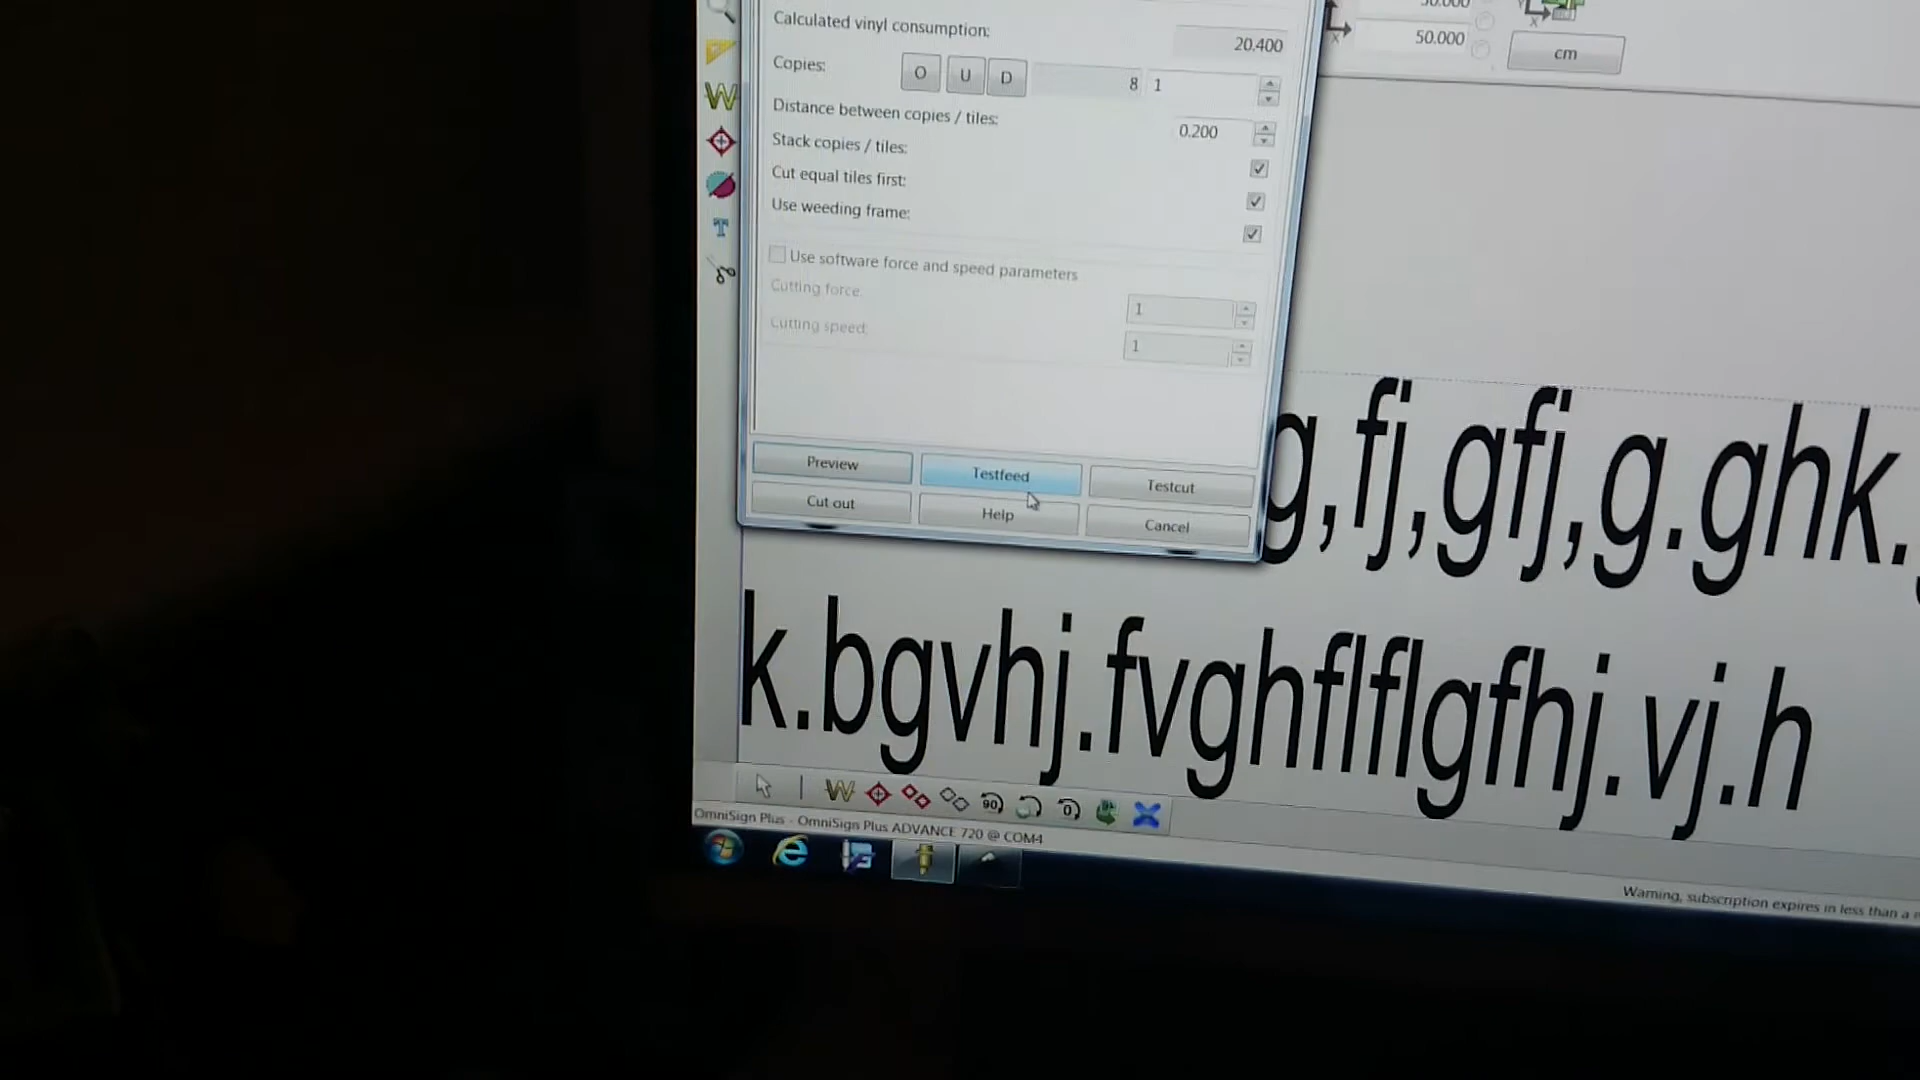 Calculated vinyl consumption: 20.400
50.000
cm
Copies: O U D 8 1
Distance between copies / tiles: 0.200
Stack copies / tiles:
Cut equal tiles first:
Use weeding frame:
Use software force and speed parameters
Cutting force: 1
Cutting speed: 1
Preview Testfeed Testcut
Cut out Help Cancel
g,fj,gfj,g.ghk.
k.bgvhj.fvghflflgfhj.vj.h
OmniSign Plus - OmniSign Plus ADVANCE 720 @ COM4
Warning, subscription expires in less than a